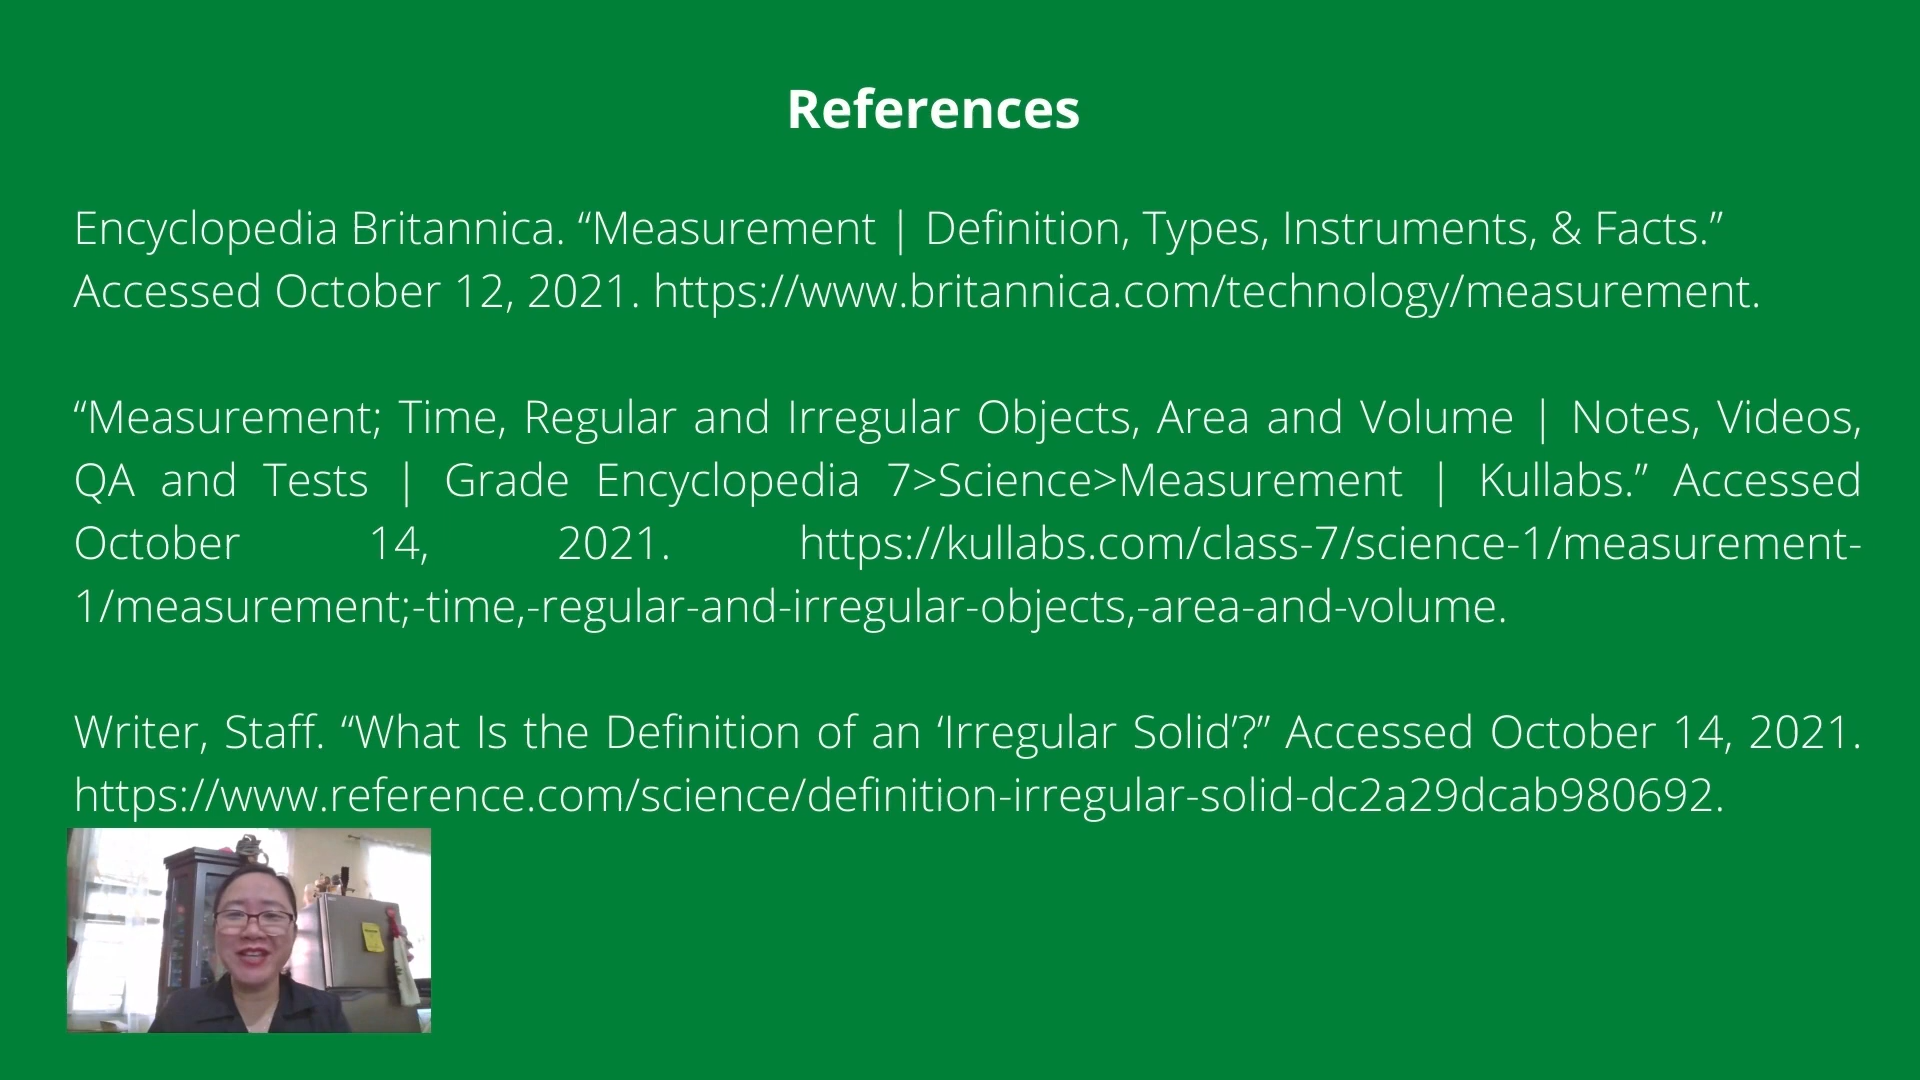 References
Encyclopedia Britannica. “Measurement | Definition, Types, Instruments, & Facts.”
Accessed October 12, 2021. https://www.britannica.com/technology/measurement.
“Measurement; Time, Regular and Irregular Objects, Area and Volume | Notes, Videos,
QA and Tests | Grade Encyclopedia 7>Science>Measurement | Kullabs.” Accessed
October 14, 2021. https://kullabs.com/class-7/science-1/measurement-
1/measurement;-time,-regular-and-irregular-objects,-area-and-volume.
Writer, Staff. “What Is the Definition of an ‘Irregular Solid’?” Accessed October 14, 2021.
https://www.reference.com/science/definition-irregular-solid-dc2a29dcab980692.